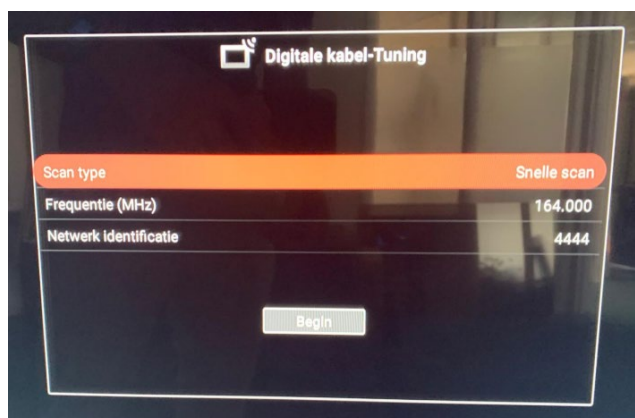 Digitale kabel-Tuning
Scan type Snelle scan
Frequentie (MHz) 164.000
Netwerk identificatie 4444
Begin